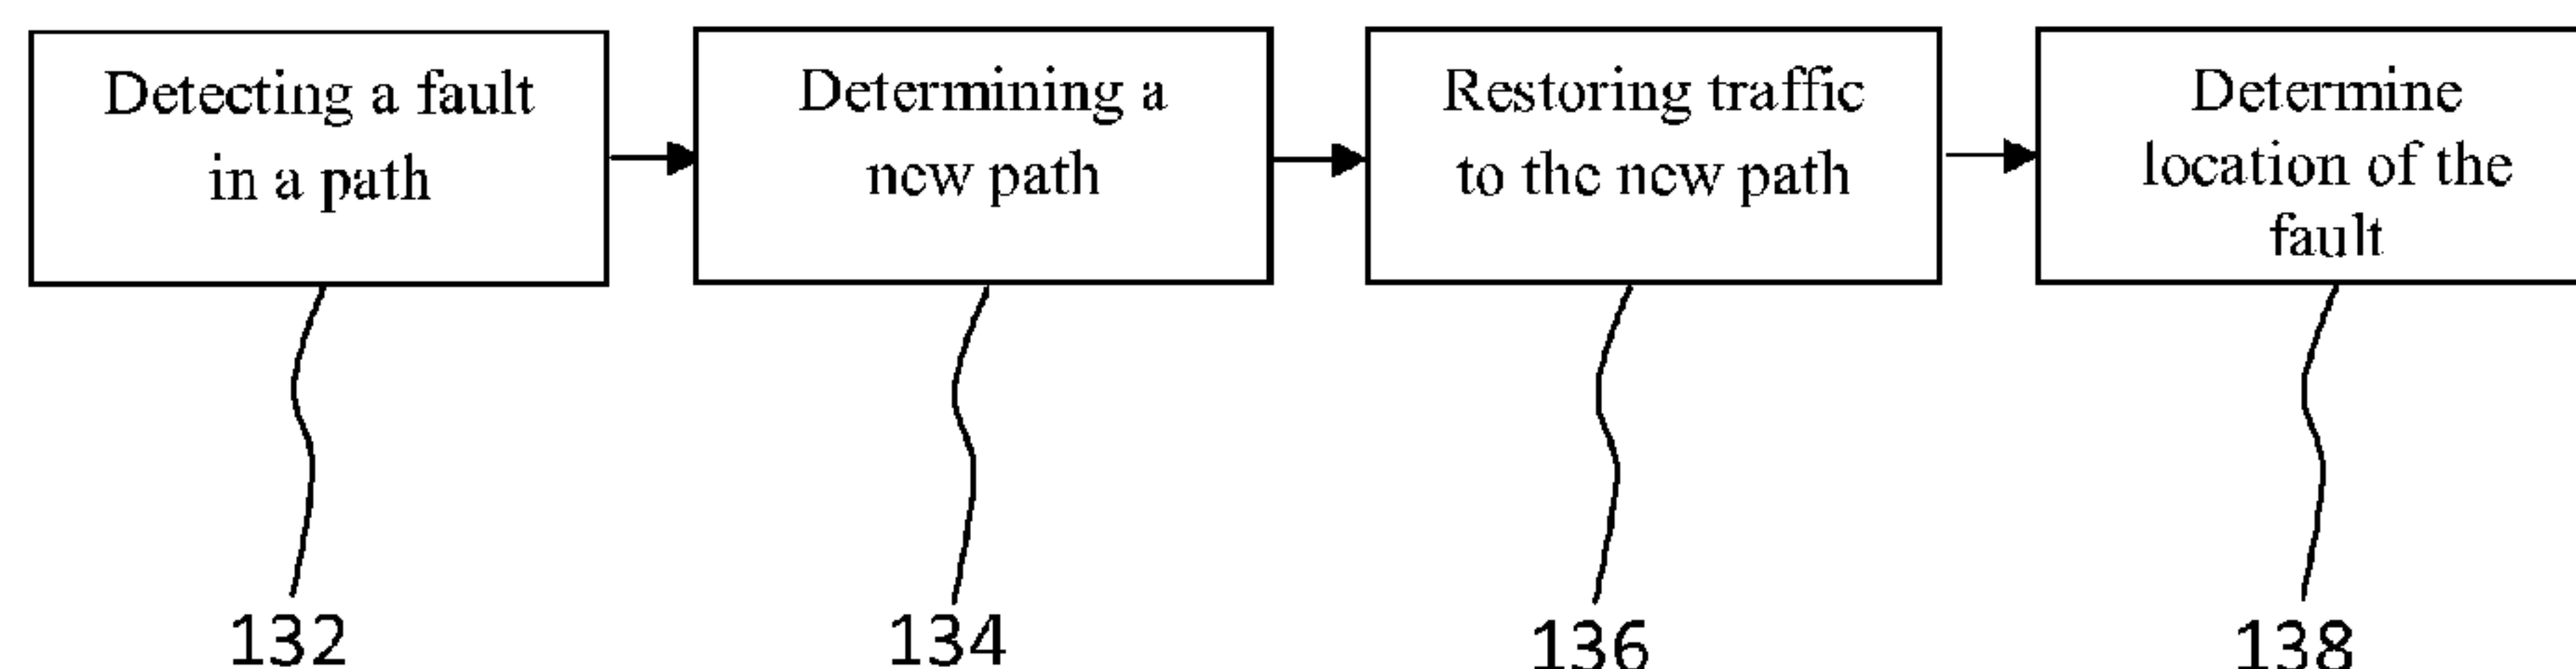 Detecting a fault
in a path
Determining a
new path
Restoring traffic
to the new path
Determine
location of the
fault
132
134
136
138